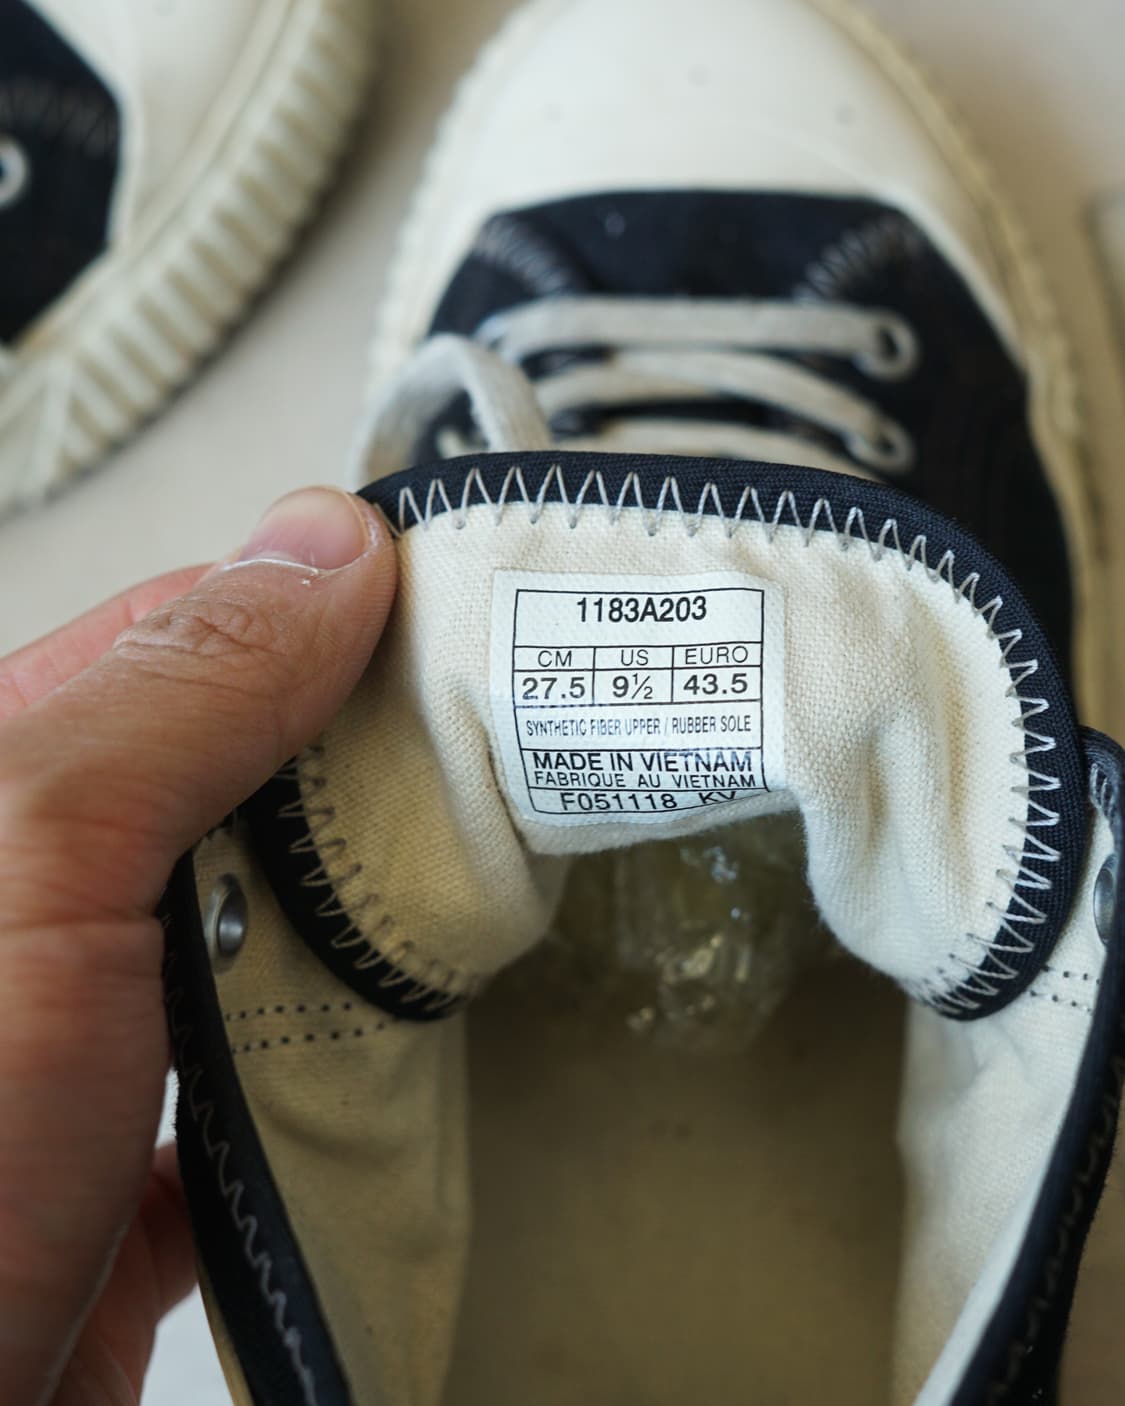 1183A203
CM US EURO
27.5 9½ 43.5
SYNTHETIC FIBER UPPER / RUBBER SOLE
MADE IN VIETNAM
FABRIQUE AU VIETNAM
F051118 KV